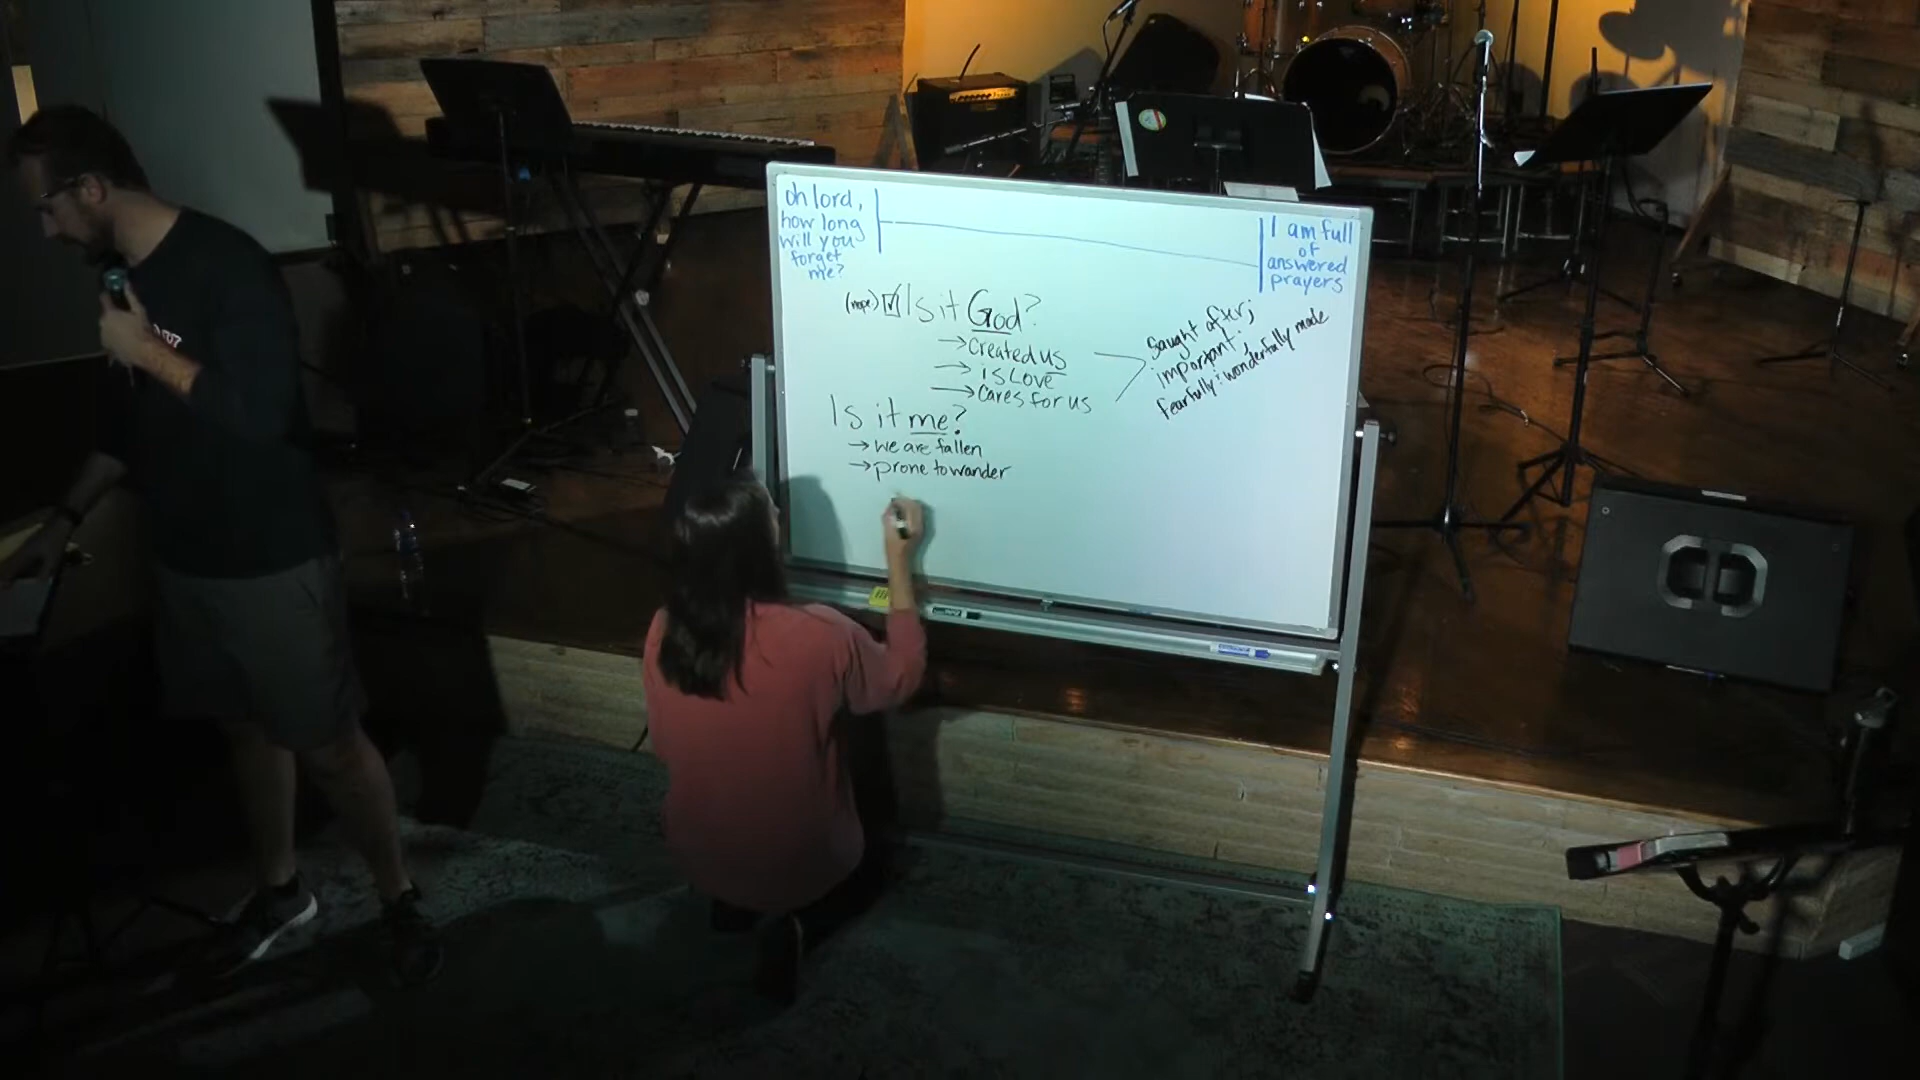 oh lord,
how long
will you
forget
me?
I am full
of
answered
prayers
(nope) Is it God?
→ Created us
→ is Love
→ Cares for us
saught after;
important;
fearfully & wonderfully made
Is it me?
→ we are fallen
→ prone to wander